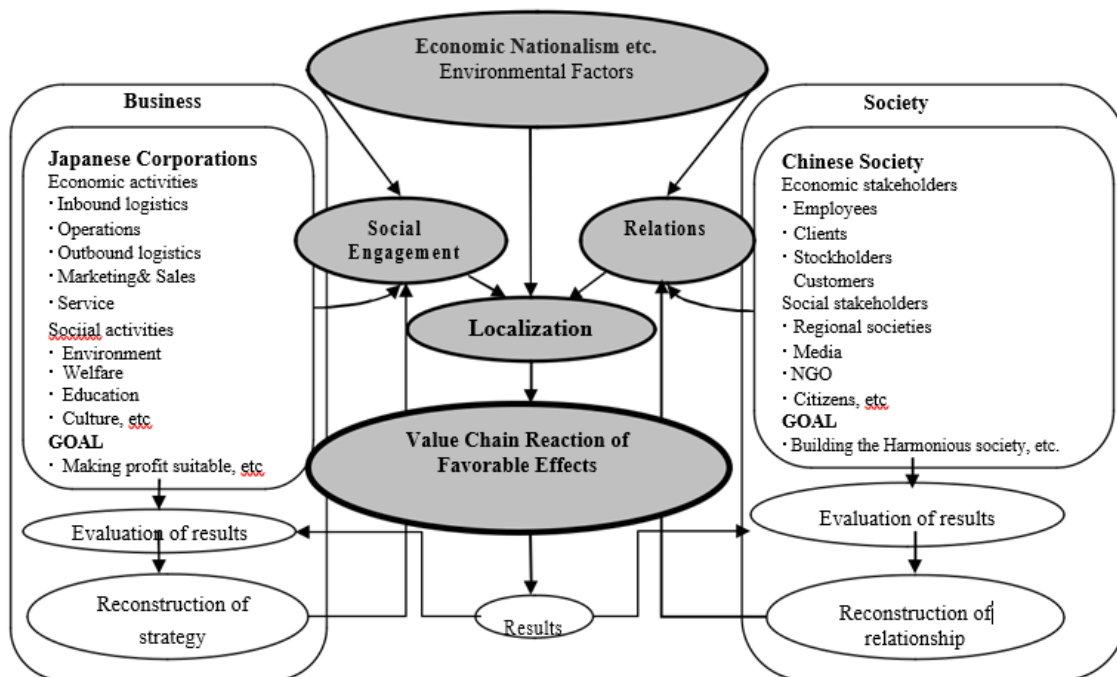 Economic Nationalism etc.
Environmental Factors
Business
Japanese Corporations
Economic activities
・Inbound logistics
・Operations
・Outbound logistics
・Marketing& Sales
・Service
Socijal activities
・Environment
・Welfare
・Education
・Culture, etc
GOAL
・Making profit suitable, etc
Evaluation of results
Reconstruction of
strategy
Social
Engagement
Relations
Localization
Value Chain Reaction of
Favorable Effects
Results
Society
Chinese Society
Economic stakeholders
・Employees
・Clients
・Stockholders
Customers
Social stakeholders
・Regional societies
・Media
・NGO
・Citizens, etc
GOAL
・Building the Harmonious society, etc.
Evaluation of results
Reconstruction of
relationship